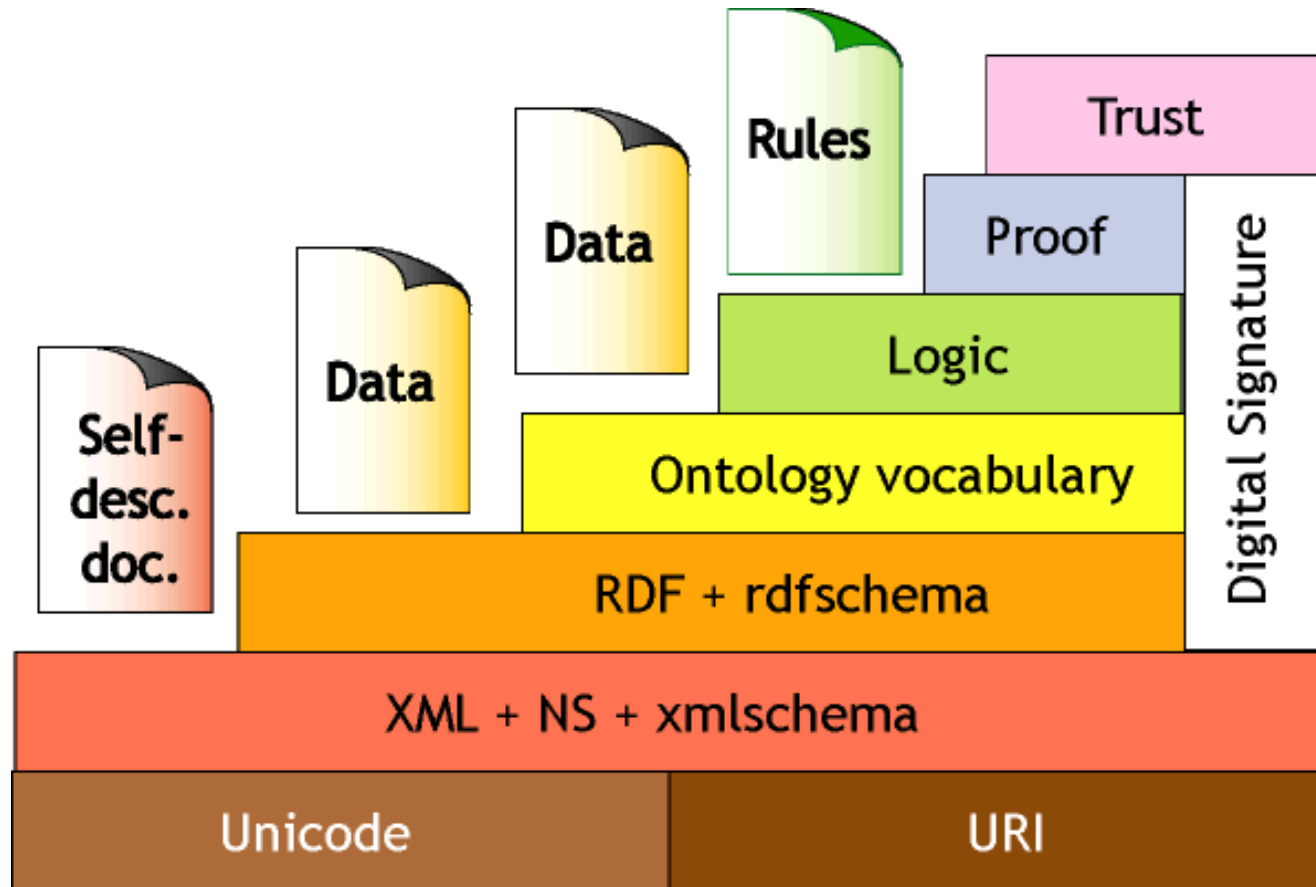 Rules
Trust
Data
Proof
Data
Logic
Self-
desc.
doc.
Ontology vocabulary
Digital Signature
RDF + rdfschema
XML + NS + xmlschema
Unicode
URI